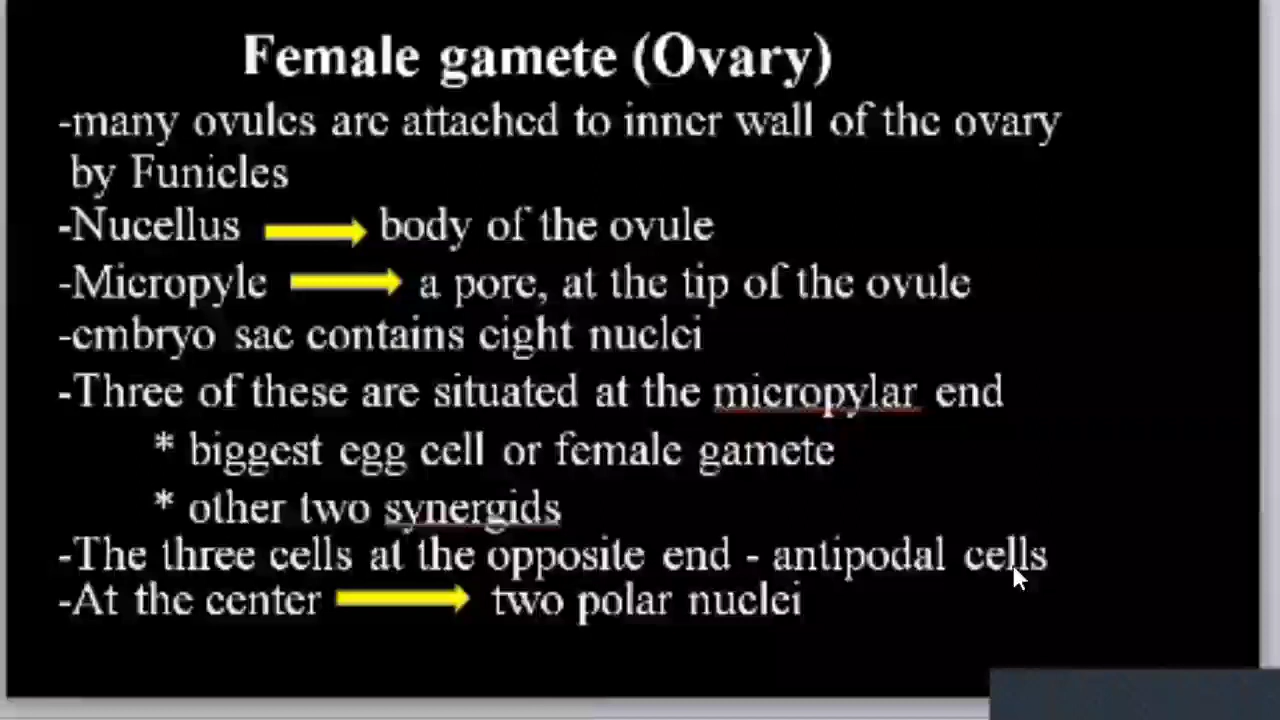 Female gamete (Ovary)
-many ovules are attached to inner wall of the ovary
by Funicles
-Nucellus body of the ovule
-Micropyle a pore, at the tip of the ovule
-embryo sac contains eight nuclei
-Three of these are situated at the micropylar end
* biggest egg cell or female gamete
* other two synergids
-The three cells at the opposite end - antipodal cells
-At the center two polar nuclei